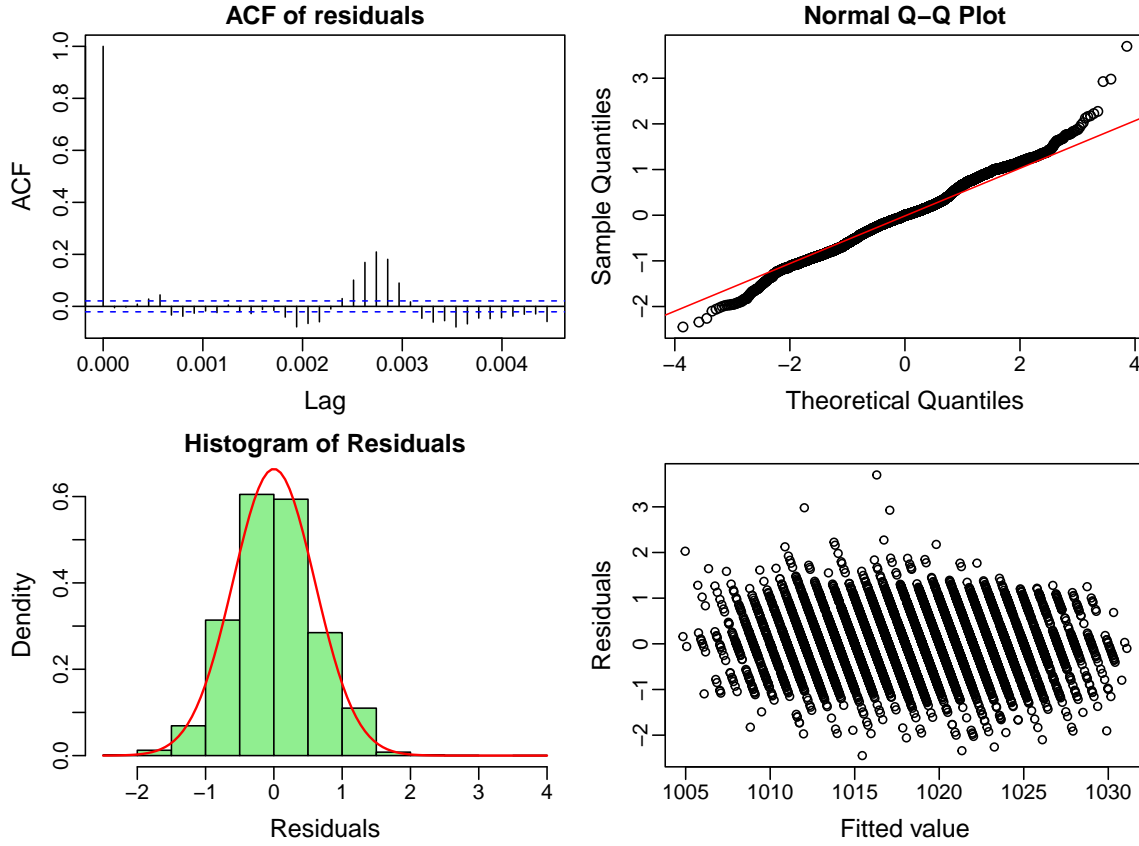 ACF of residuals
ACF
0.0 0.2 0.4 0.6 0.8 1.0
0.000 0.001 0.002 0.003 0.004
Lag
Normal Q−Q Plot
Sample Quantiles
−2 −1 0 1 2 3
−4 −2 0 2 4
Theoretical Quantiles
Histogram of Residuals
Dendity
0.0 0.2 0.4 0.6
−2 −1 0 1 2 3 4
Residuals
Residuals
−2 −1 0 1 2 3
1005 1010 1015 1020 1025 1030
Fitted value